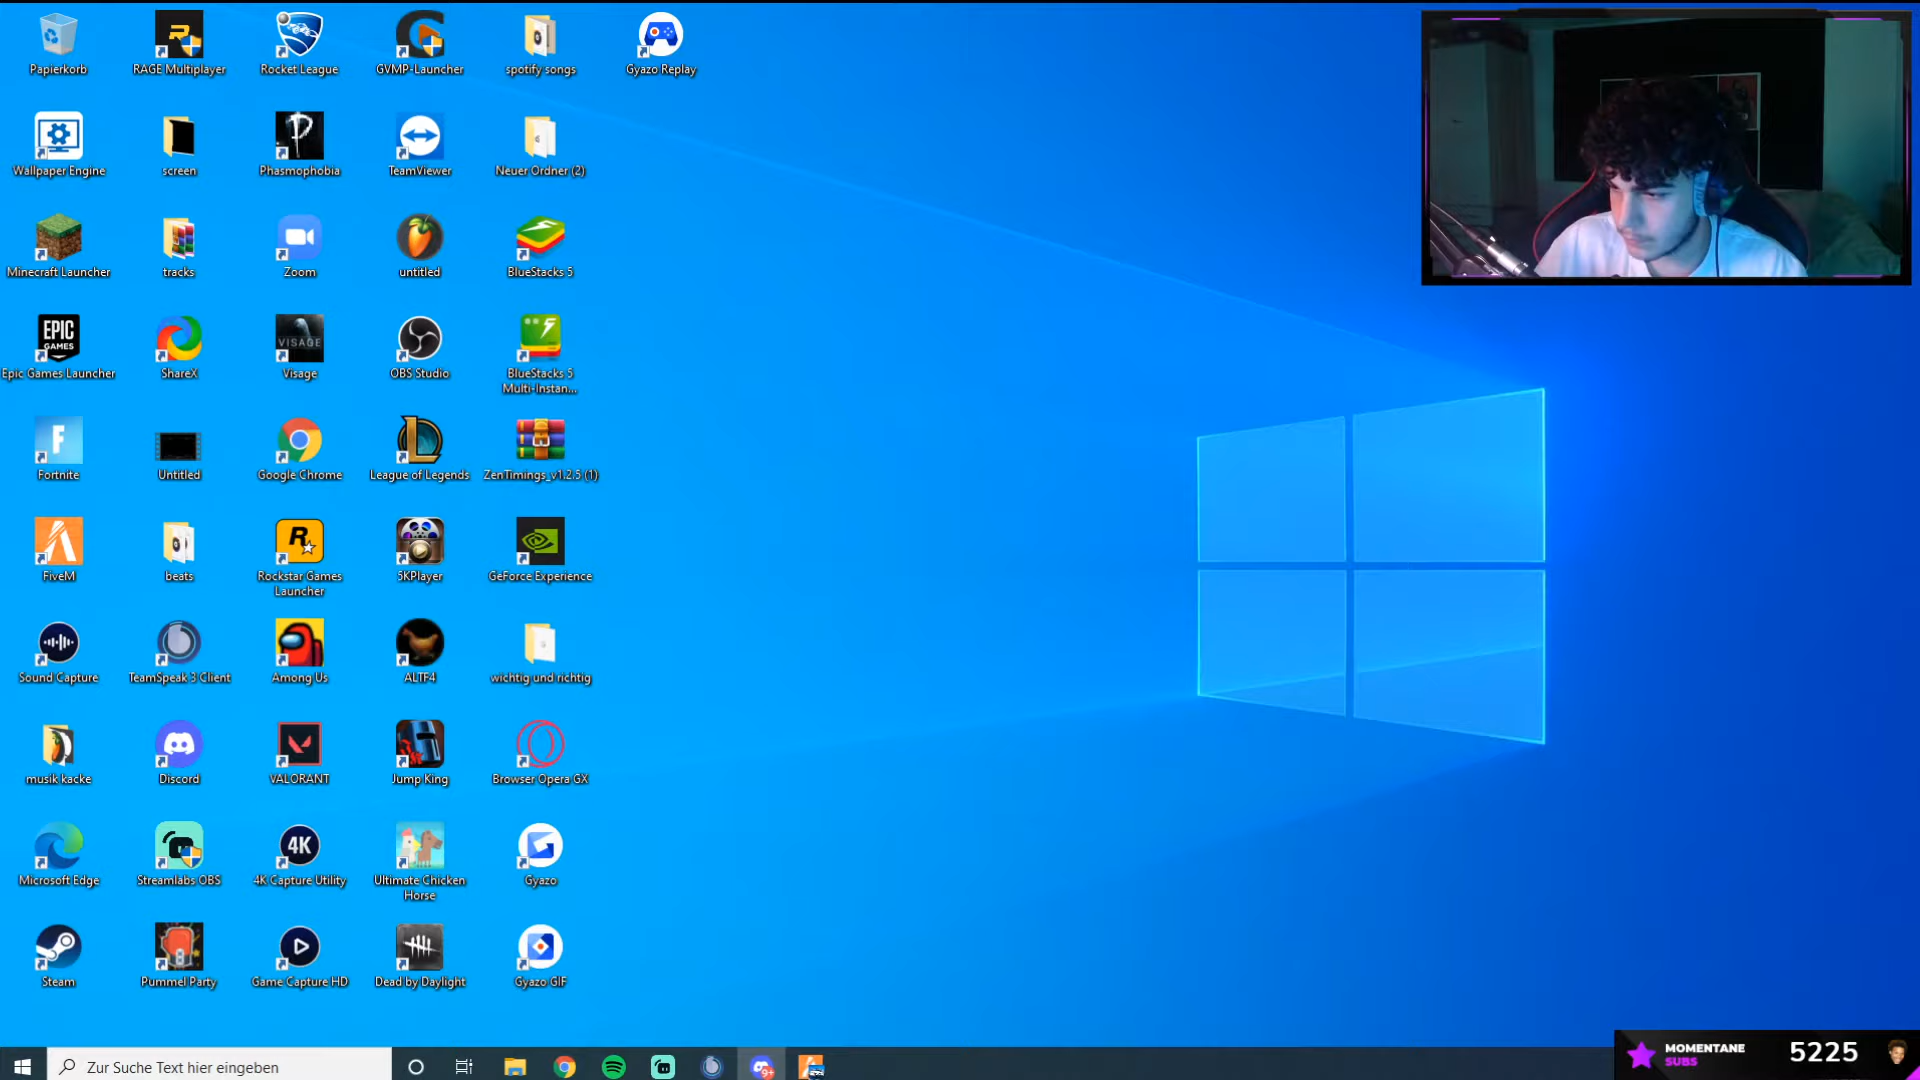 Papierkorb
RAGE Multiplayer
Rocket League
GVMP-Launcher
spotify songs
Gyazo Replay
Wallpaper Engine
screen
Phasmophobia
TeamViewer
Neuer Ordner (2)
Minecraft Launcher
tracks
Zoom
untitled
BlueStacks 5
EPIC
GAMES
VISAGE
Epic Games Launcher
ShareX
Visage
OBS Studio
BlueStacks 5
Multi-Instan...
Fortnite
Untitled
Google Chrome
League of Legends
ZenTimings_v1.2.5 (1)
FiveM
beats
Rockstar Games
Launcher
5KPlayer
GeForce Experience
Sound Capture
TeamSpeak 3 Client
Among Us
ALTF4
wichtig und richtig
musik kacke
Discord
VALORANT
Jump King
Browser Opera GX
4K
Microsoft Edge
Streamlabs OBS
4K Capture Utility
Ultimate Chicken
Horse
Gyazo
Steam
Pummel Party
Game Capture HD
Dead by Daylight
Gyazo GIF
Zur Suche Text hier eingeben
9+
MOMENTANE
SUBS
5225